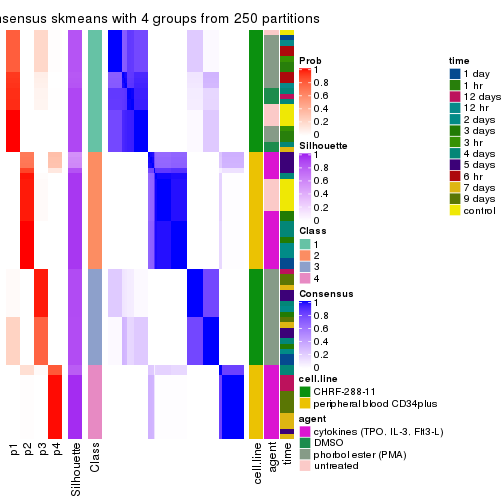 nsensus skmeans with 4 groups from 250 partitions
Prob
1
0.8
0.6
0.4
0.2
0
Silhouette
1
0.8
0.6
0.4
0.2
0
Class
1
2
3
4
Consensus
1
0.8
0.6
0.4
0.2
0
cell.line
CHRF-288-11
peripheral blood CD34plus
agent
cytokines (TPO, IL-3, Flt3-L)
DMSO
phorbol ester (PMA)
untreated
time
1 day
1 hr
12 days
12 hr
2 days
3 days
3 hr
4 days
5 days
6 hr
7 days
9 days
control
p1
p2
p3
p4
Silhouette
Class
cell.line
agent
time